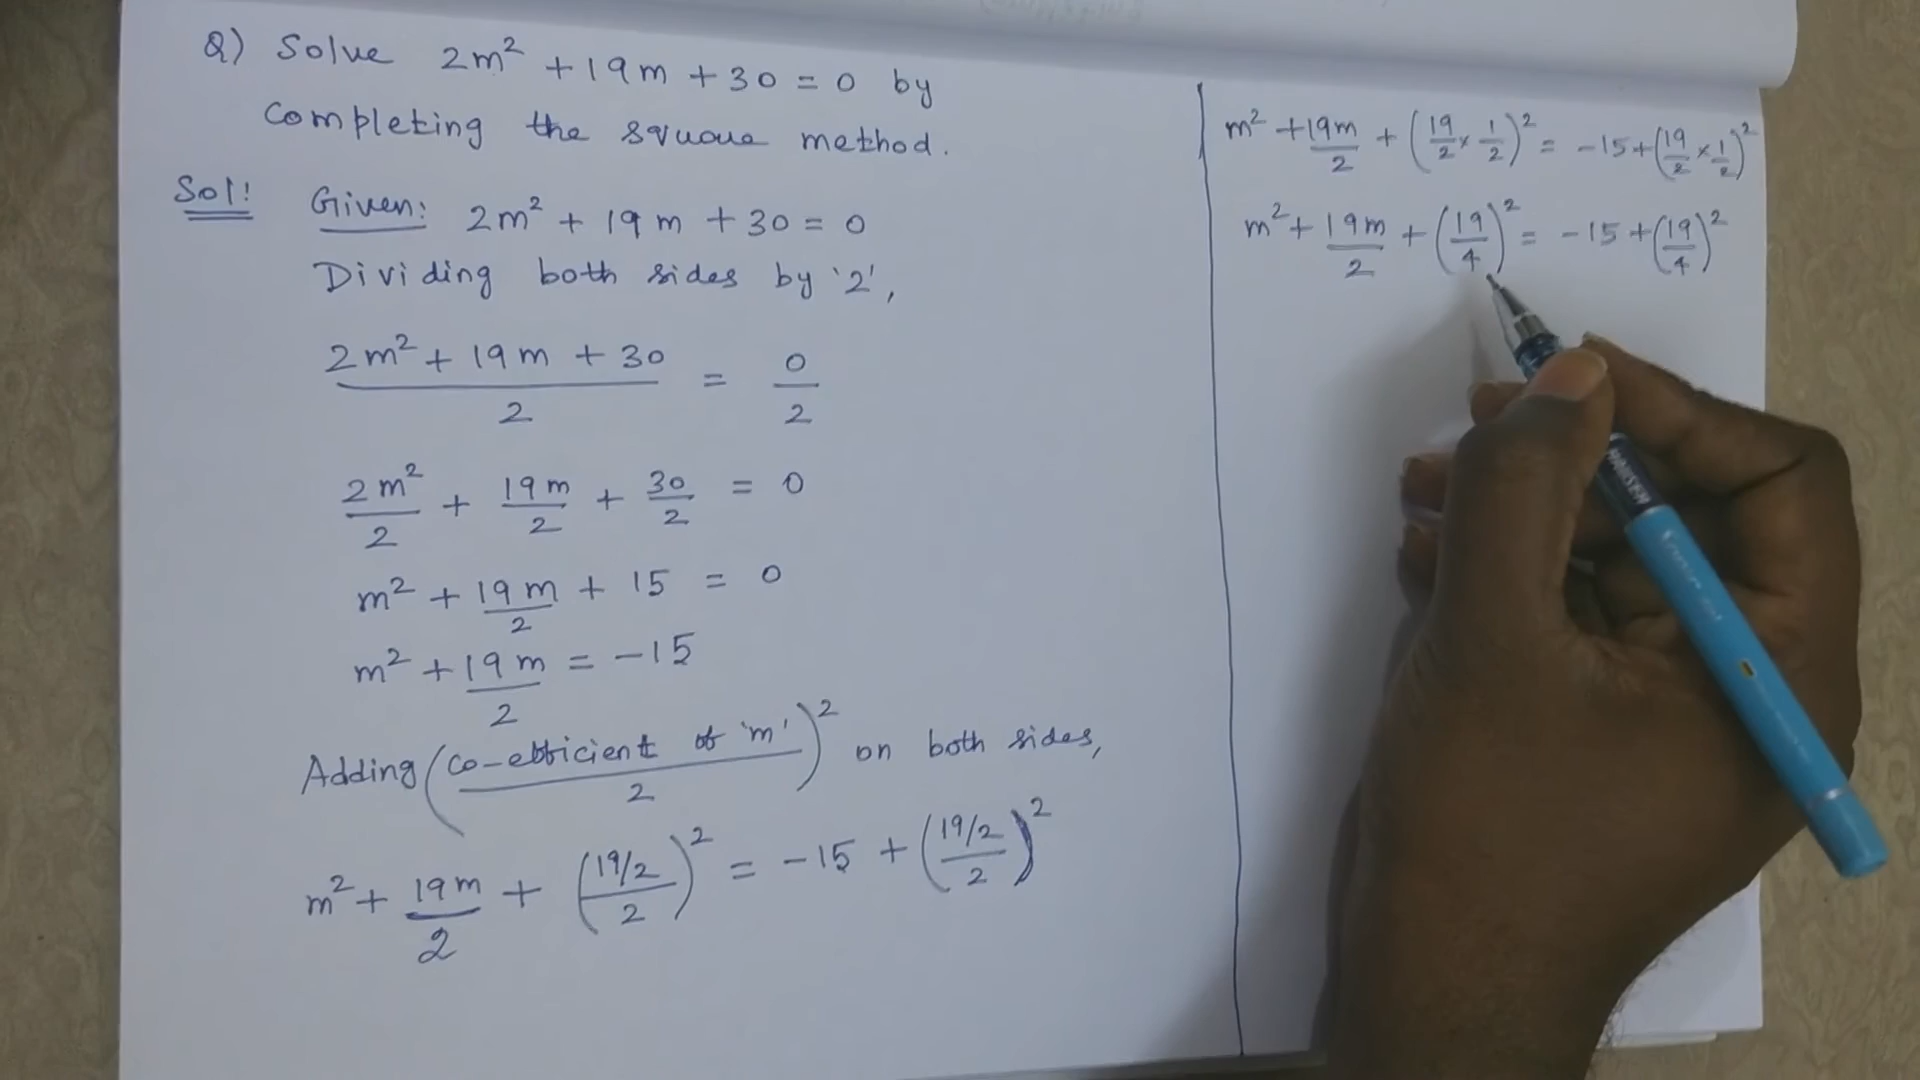 Q) Solve 2m² + 19m + 30 = 0 by
completing the square method.
Sol! Given: 2m² + 19m + 30 = 0
Dividing both sides by '2',
(2m² + 19m + 30)/2 = 0/2
2m²/2 + 19m/2 + 30/2 = 0
m² + 19m/2 + 15 = 0
m² + 19m/2 = -15
Adding (co-efficient of 'm'/2)² on both sides,
m² + 19m/2 + ((19/2)/2)² = -15 + ((19/2)/2)²
m² + 19m/2 + (19/2 × 1/2)² = -15 + (19/2 × 1/2)²
m² + 19m/2 + (19/4)² = -15 + (19/4)²